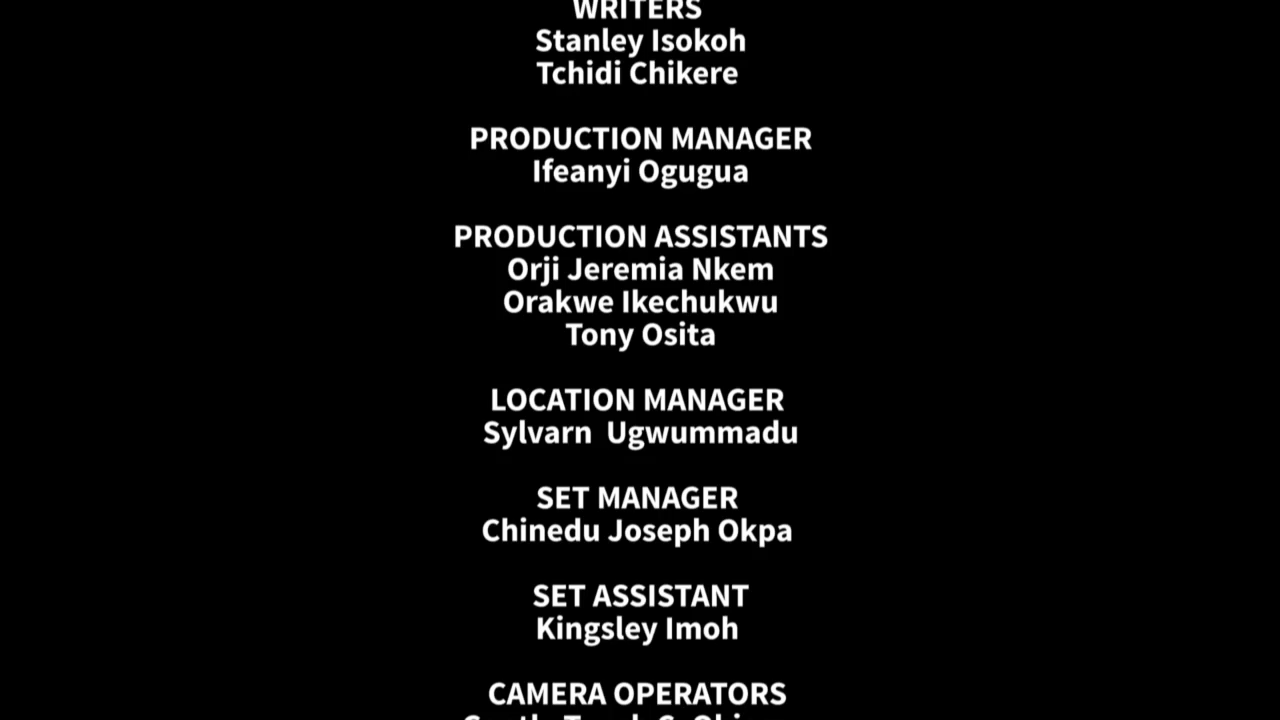 WRITERS
Stanley Isokoh
Tchidi Chikere
PRODUCTION MANAGER
Ifeanyi Ogugua
PRODUCTION ASSISTANTS
Orji Jeremia Nkem
Orakwe Ikechukwu
Tony Osita
LOCATION MANAGER
Sylvarn  Ugwummadu
SET MANAGER
Chinedu Joseph Okpa
SET ASSISTANT
Kingsley Imoh
CAMERA OPERATORS